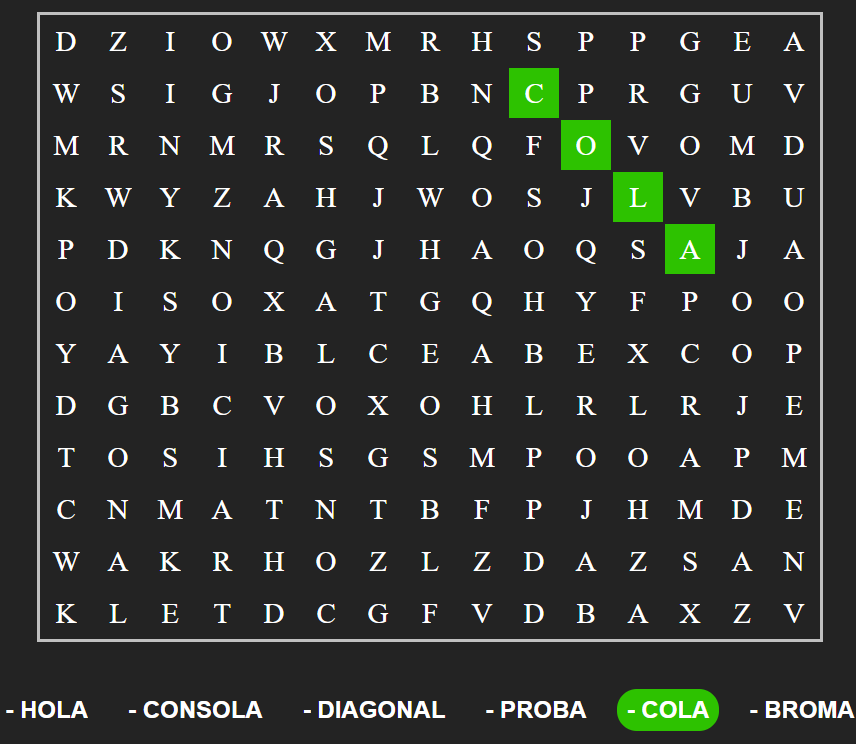 D Z I O W X M R H S P P G E A
W S I G J O P B N C P R G U V
M R N M R S Q L Q F O V O M D
K W Y Z A H J W O S J L V B U
P D K N Q G J H A O Q S A J A
O I S O X A T G Q H Y F P O O
Y A Y I B L C E A B E X C O P
D G B C V O X O H L R L R J E
T O S I H S G S M P O O A P M
C N M A T N T B F P J H M D E
W A K R H O Z L Z D A Z S A N
K L E T D C G F V D B A X Z V
- HOLA - CONSOLA - DIAGONAL - PROBA - COLA - BROMA